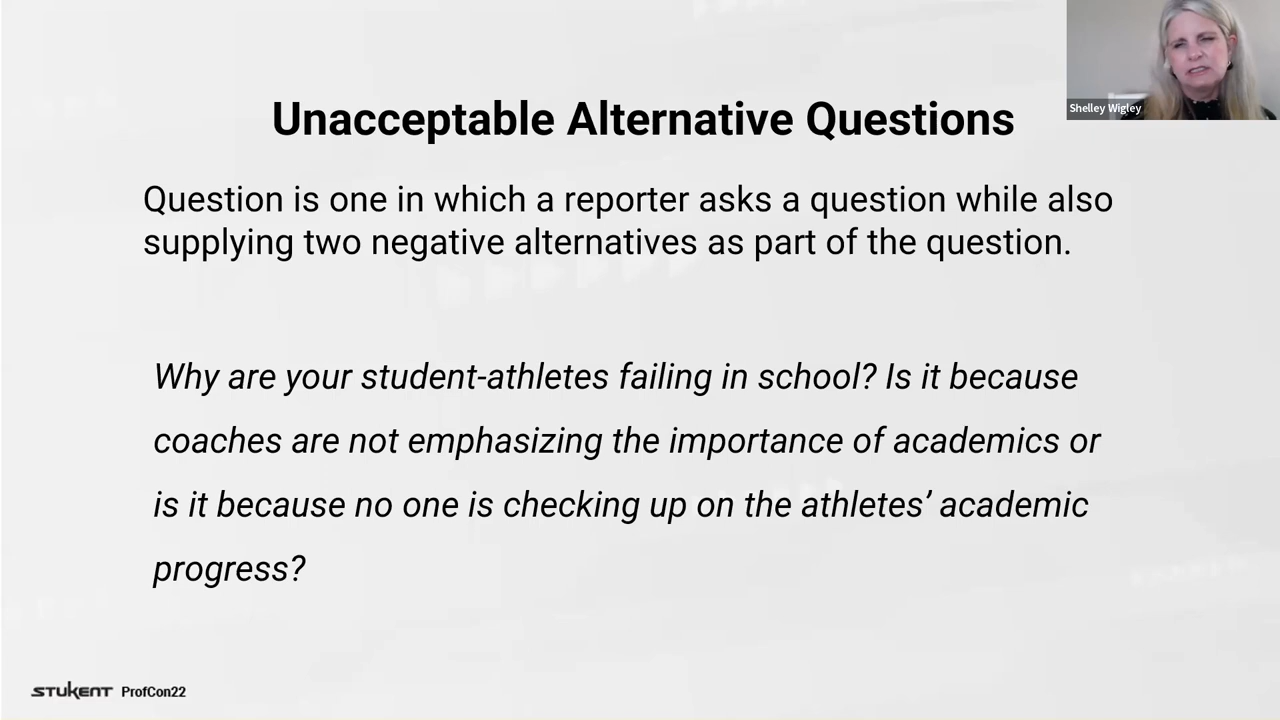 Shelley Wigley
Unacceptable Alternative Questions
Question is one in which a reporter asks a question while also
supplying two negative alternatives as part of the question.
Why are your student-athletes failing in school? Is it because
coaches are not emphasizing the importance of academics or
is it because no one is checking up on the athletes’ academic
progress?
STUKENT ProfCon22